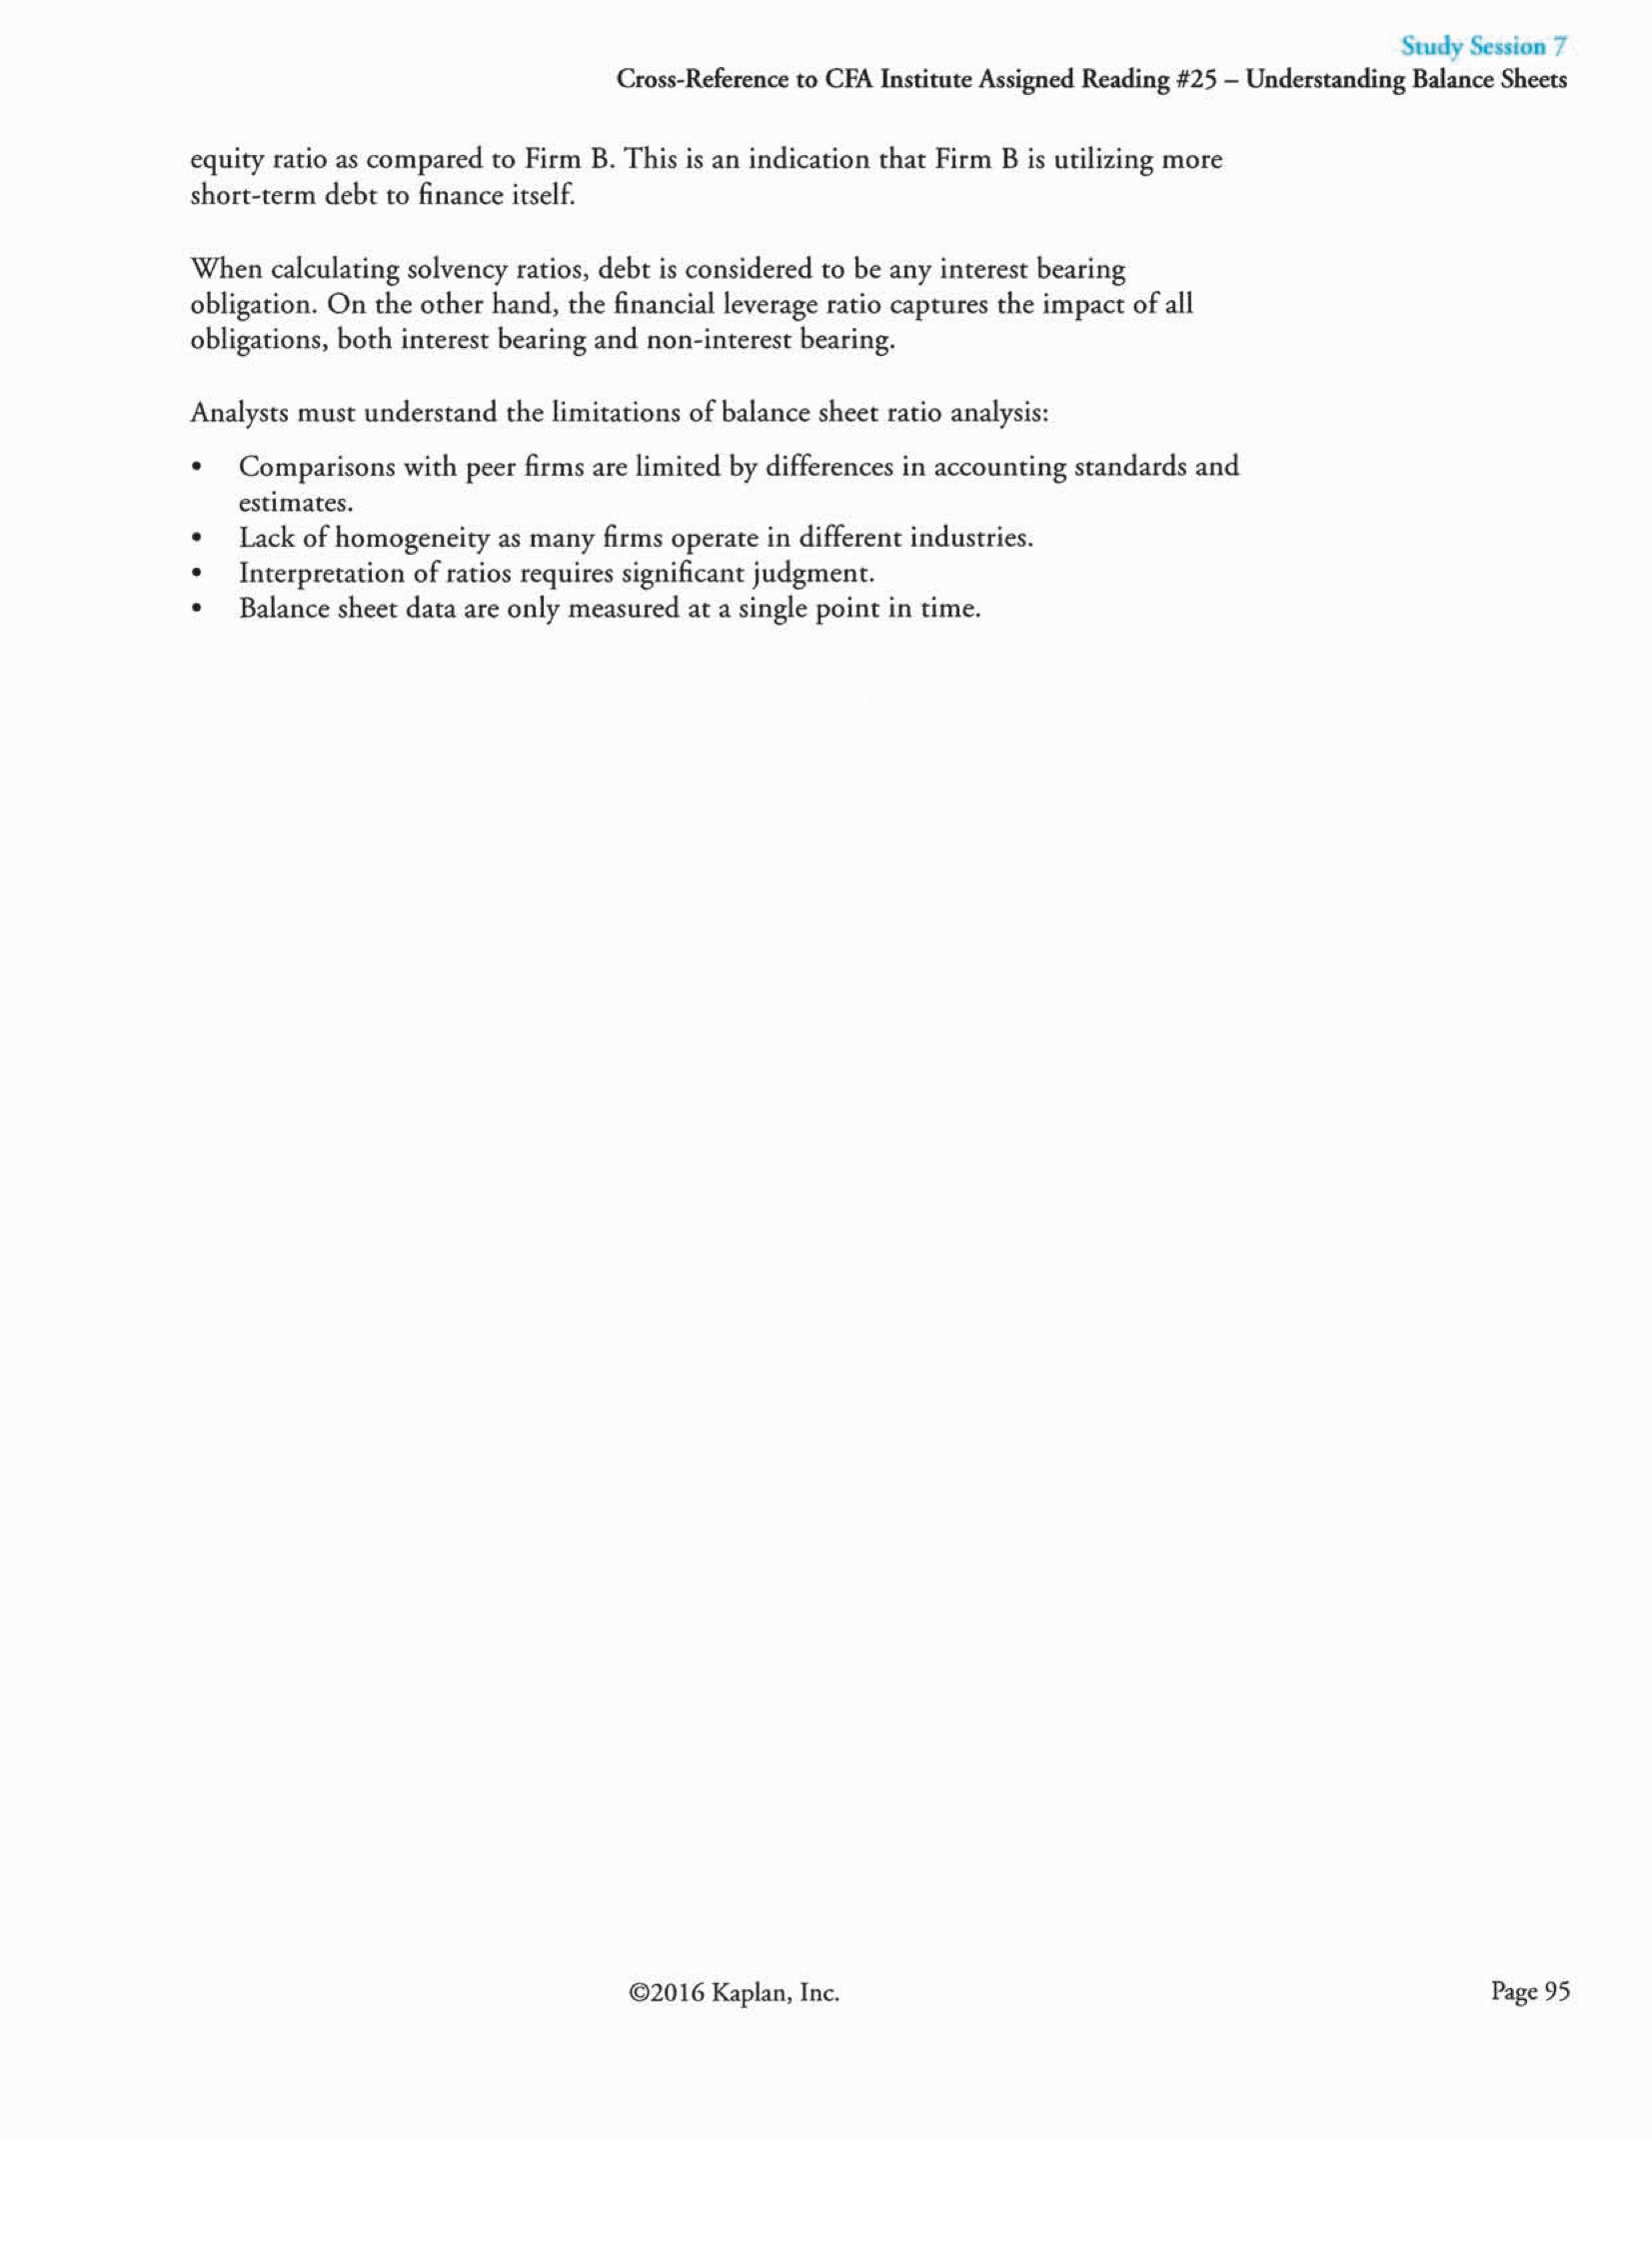 Study Session 7
Cross-Reference to CFA Institute Assigned Reading #25 – Understanding Balance Sheets
equity ratio as compared to Firm B. This is an indication that Firm B is utilizing more
short-term debt to finance itself.
When calculating solvency ratios, debt is considered to be any interest bearing
obligation. On the other hand, the financial leverage ratio captures the impact of all
obligations, both interest bearing and non-interest bearing.
Analysts must understand the limitations of balance sheet ratio analysis:
• Comparisons with peer firms are limited by differences in accounting standards and
estimates.
• Lack of homogeneity as many firms operate in different industries.
• Interpretation of ratios requires significant judgment.
• Balance sheet data are only measured at a single point in time.
©2016 Kaplan, Inc.
Page 95